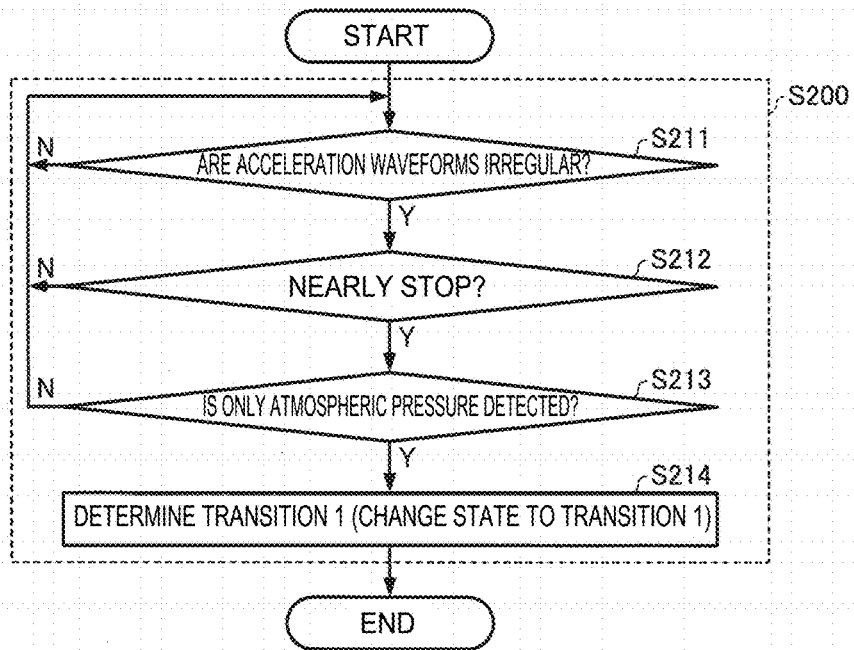 START
S200
S211
ARE ACCELERATION WAVEFORMS IRREGULAR?
N
Y
S212
NEARLY STOP?
N
Y
S213
IS ONLY ATMOSPHERIC PRESSURE DETECTED?
N
Y
S214
DETERMINE TRANSITION 1 (CHANGE STATE TO TRANSITION 1)
END